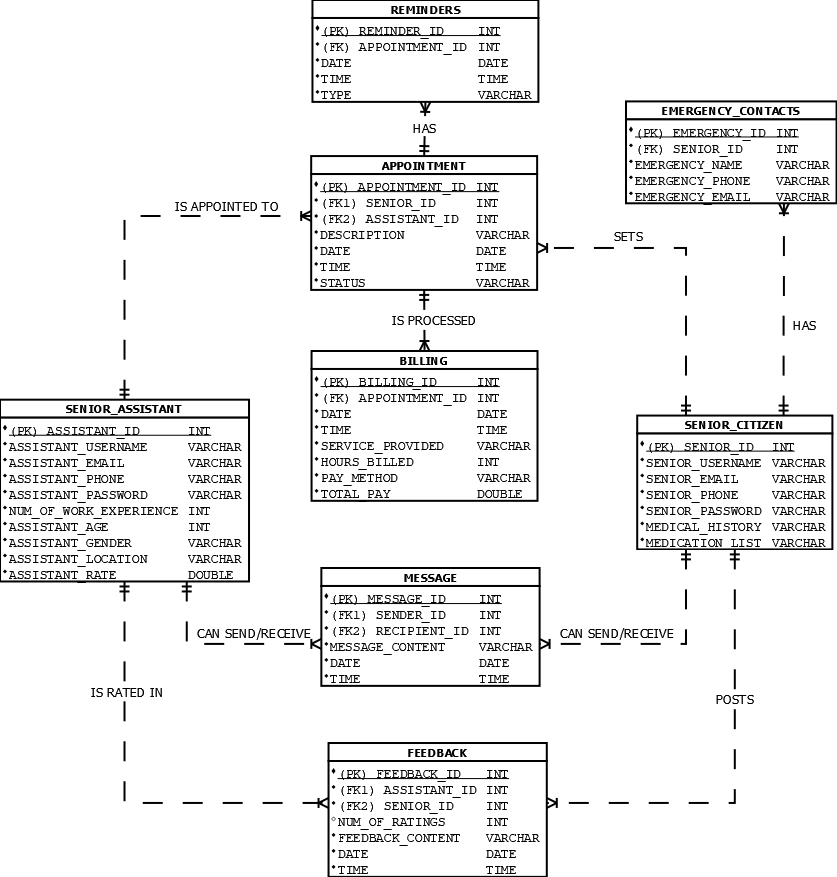 REMINDERS
(PK) REMINDER_ID INT
(FK) APPOINTMENT_ID INT
*DATE DATE
*TIME TIME
*TYPE VARCHAR
HAS
APPOINTMENT
(PK) APPOINTMENT_ID INT
*(FK1) SENIOR_ID INT
*(FK2) ASSISTANT_ID INT
*DESCRIPTION VARCHAR
*DATE DATE
*TIME TIME
*STATUS VARCHAR
EMERGENCY_CONTACTS
(PK) EMERGENCY_ID INT
*(FK) SENIOR_ID INT
*EMERGENCY_NAME VARCHAR
*EMERGENCY_PHONE VARCHAR
*EMERGENCY_EMAIL VARCHAR
IS APPOINTED TO
SETS
HAS
IS PROCESSED
BILLING
(PK) BILLING_ID INT
*(FK) APPOINTMENT_ID INT
*DATE DATE
*TIME TIME
*SERVICE_PROVIDED VARCHAR
*HOURS_BILLED INT
*PAY_METHOD VARCHAR
*TOTAL_PAY DOUBLE
SENIOR_ASSISTANT
(PK) ASSISTANT_ID INT
*ASSISTANT_USERNAME VARCHAR
*ASSISTANT_EMAIL VARCHAR
*ASSISTANT_PHONE VARCHAR
*ASSISTANT_PASSWORD VARCHAR
*NUM_OF_WORK_EXPERIENCE INT
*ASSISTANT_AGE INT
*ASSISTANT_GENDER VARCHAR
*ASSISTANT_LOCATION VARCHAR
*ASSISTANT_RATE DOUBLE
SENIOR_CITIZEN
(PK) SENIOR_ID INT
*SENIOR_USERNAME VARCHAR
*SENIOR_EMAIL VARCHAR
*SENIOR_PHONE VARCHAR
*SENIOR_PASSWORD VARCHAR
*MEDICAL_HISTORY VARCHAR
*MEDICATION_LIST VARCHAR
MESSAGE
(PK) MESSAGE_ID INT
*(FK1) SENDER_ID INT
*(FK2) RECIPIENT_ID INT
*MESSAGE_CONTENT VARCHAR
*DATE DATE
*TIME TIME
CAN SEND/RECEIVE
CAN SEND/RECEIVE
IS RATED IN
POSTS
FEEDBACK
(PK) FEEDBACK_ID INT
*(FK1) ASSISTANT_ID INT
*(FK2) SENIOR_ID INT
°NUM_OF_RATINGS INT
*FEEDBACK_CONTENT VARCHAR
*DATE DATE
*TIME TIME